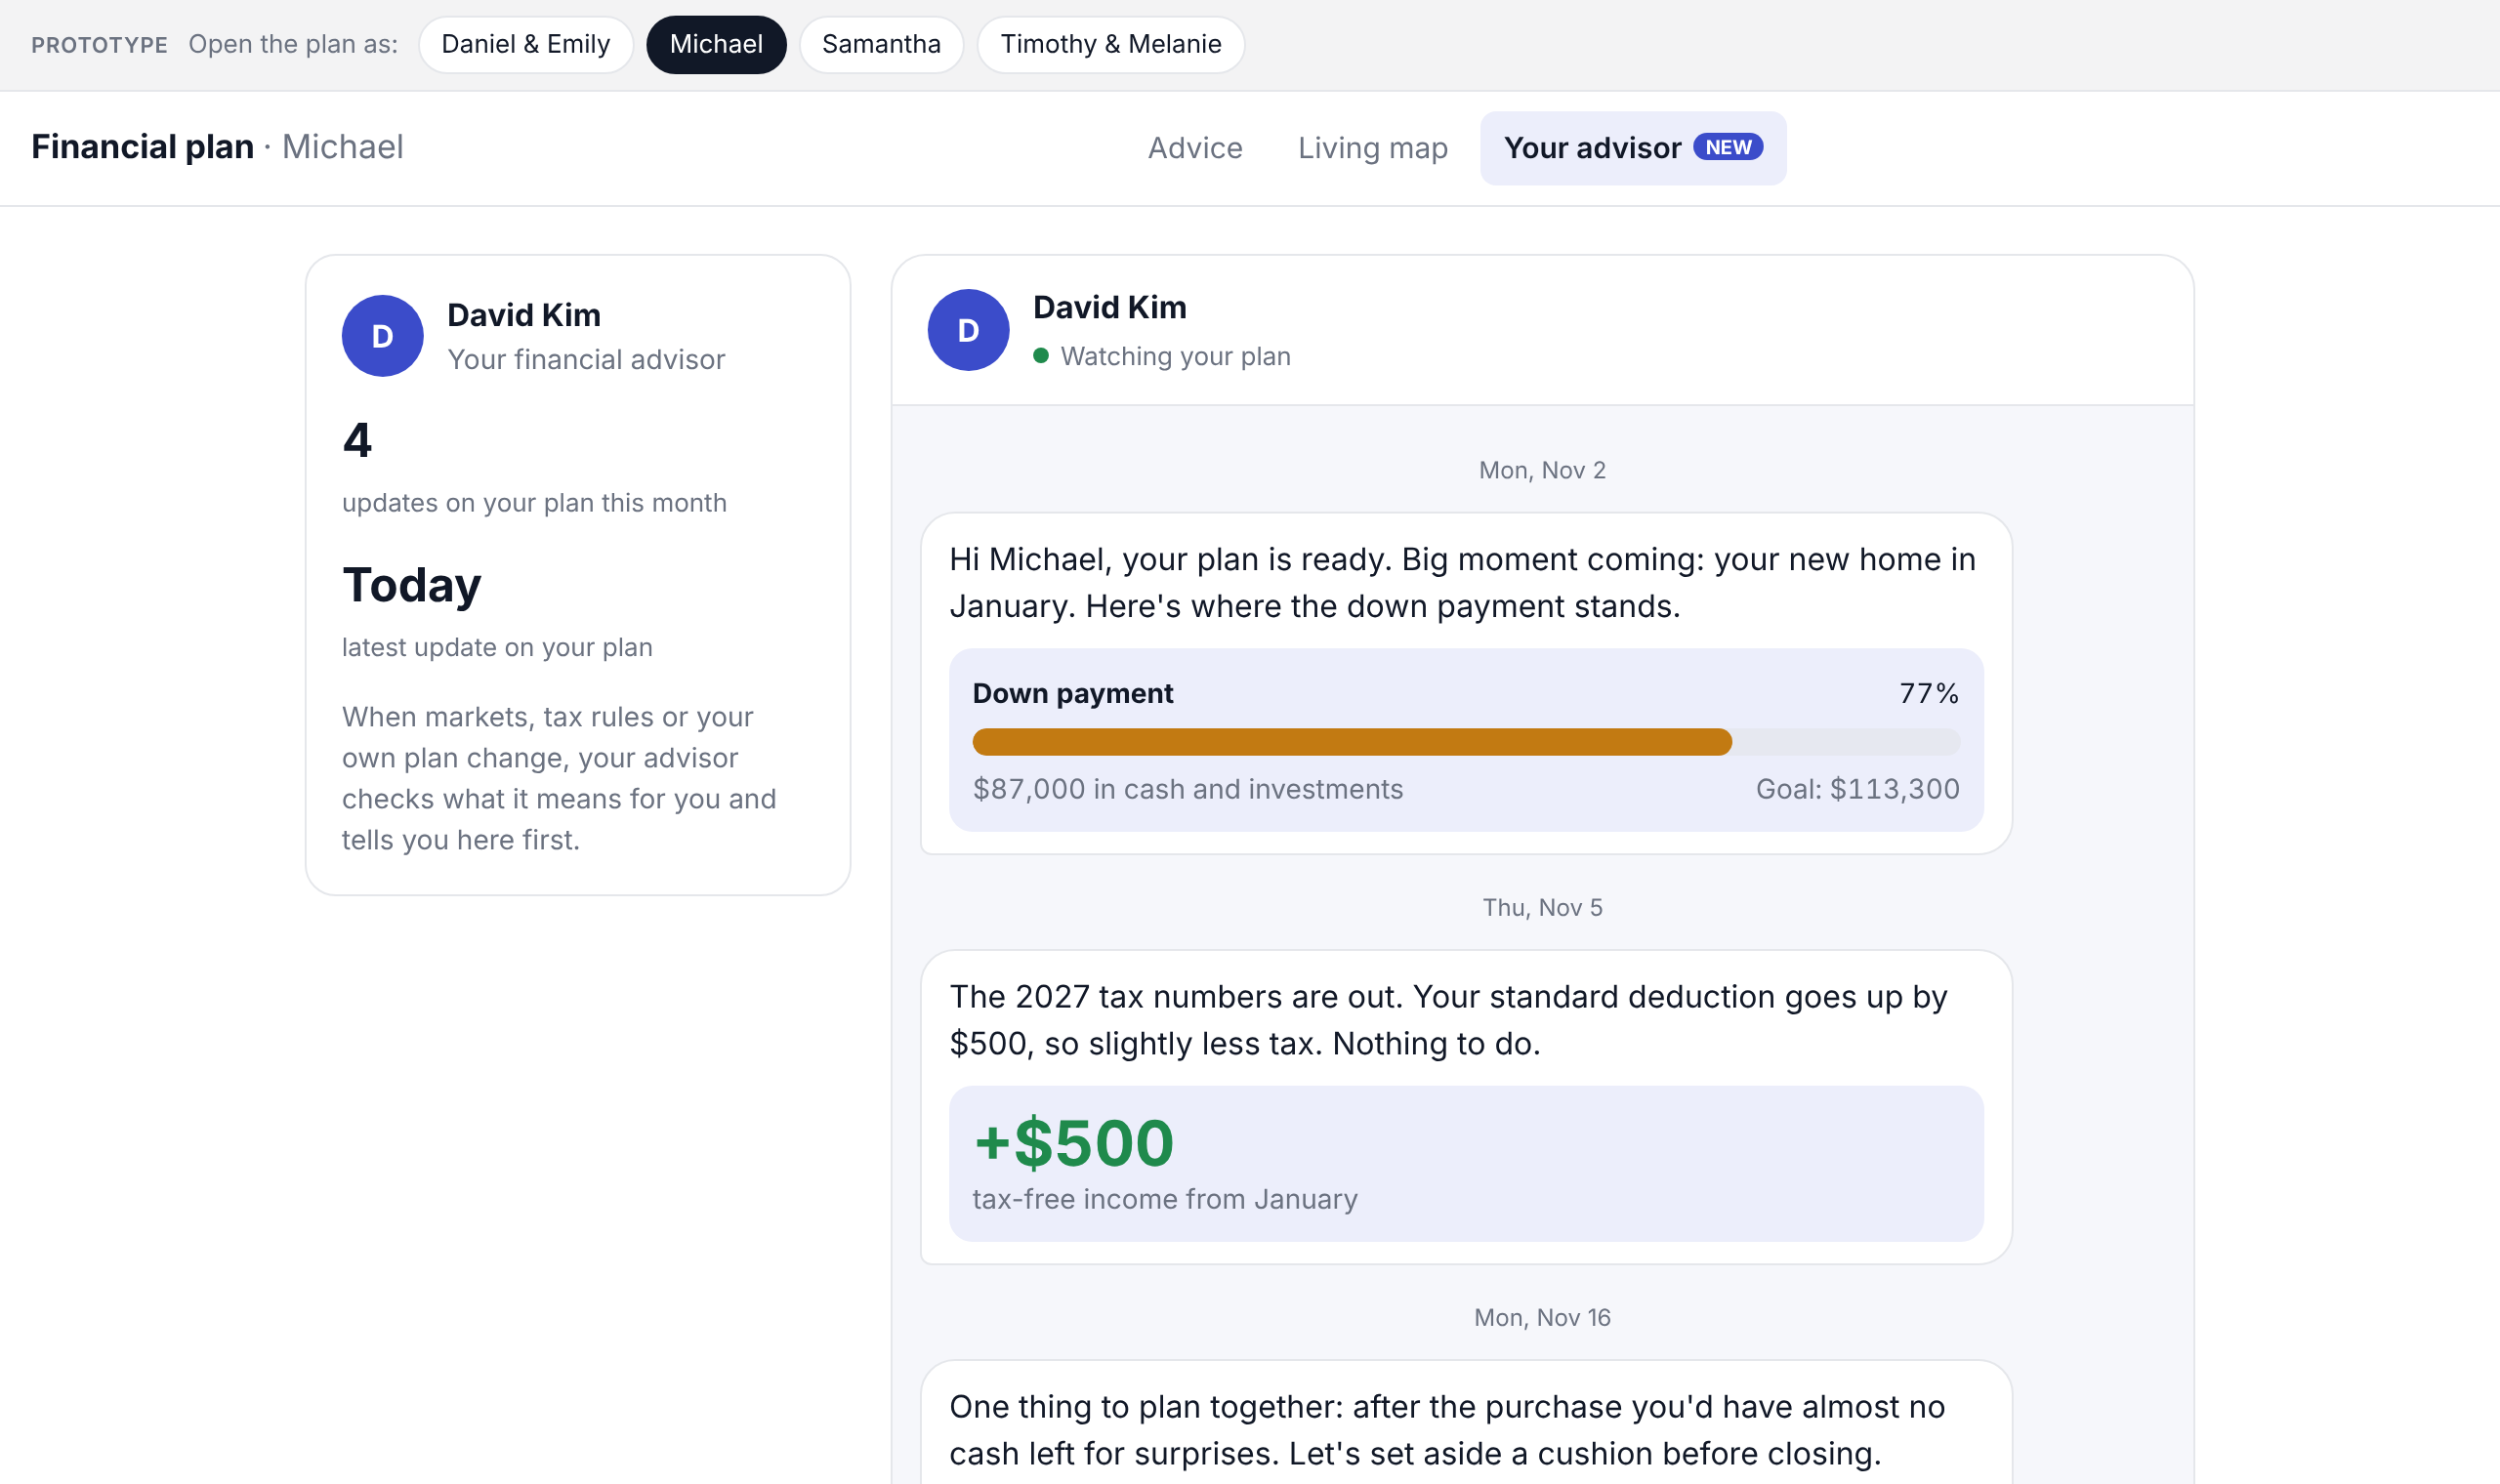 PROTOTYPE Open the plan as: Daniel & Emily Michael Samantha Timothy & Melanie
Financial plan · Michael
Advice Living map Your advisor NEW
D
David Kim
Your financial advisor
4
updates on your plan this month
Today
latest update on your plan
When markets, tax rules or your
own plan change, your advisor
checks what it means for you and
tells you here first.
D
David Kim
Watching your plan
Mon, Nov 2
Hi Michael, your plan is ready. Big moment coming: your new home in
January. Here's where the down payment stands.
Down payment 77%
$87,000 in cash and investments Goal: $113,300
Thu, Nov 5
The 2027 tax numbers are out. Your standard deduction goes up by
$500, so slightly less tax. Nothing to do.
+$500
tax-free income from January
Mon, Nov 16
One thing to plan together: after the purchase you'd have almost no
cash left for surprises. Let's set aside a cushion before closing.